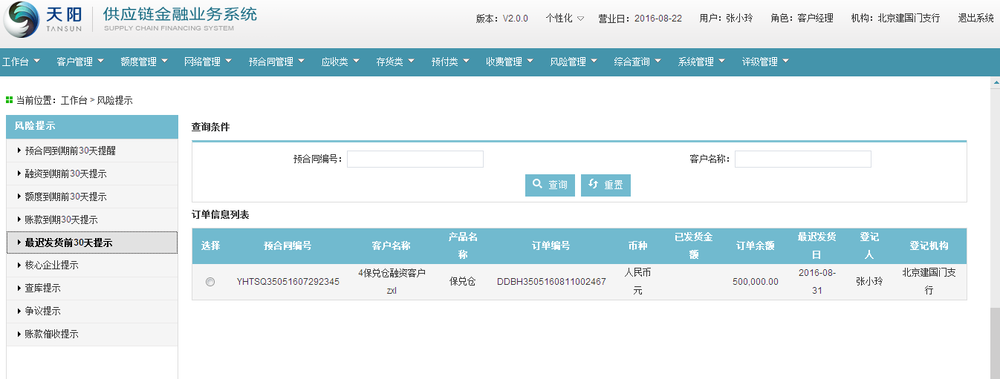 天阳
TANSUN
供应链金融业务系统
SUPPLY CHAIN FINANCING SYSTEM
版本：V2.0.0 个性化 营业日：2016-08-22 用户：张小玲 角色：客户经理 机构：北京建国门支行 退出系统
工作台 客户管理 额度管理 网络管理 预合同管理 应收类 存货类 预付类 收费管理 风险管理 综合查询 系统管理 评级管理
当前位置：工作台 > 风险提示
风险提示
预合同到期前30天提醒
融资到期前30天提示
额度到期前30天提示
账款到期30天提示
最迟发货前30天提示
核心企业提示
查库提示
争议提示
账款催收提示
查询条件
预合同编号： 客户名称：
查询 重置
订单信息列表
选择 预合同编号 客户名称 产品名称 订单编号 币种 已发货金额 订单余额 最迟发货日 登记人 登记机构
YHTSQ35051607292345 4保兑仓融资客户zxl 保兑仓 DDBH3505160811002467 人民币元 500,000.00 2016-08-31 张小玲 北京建国门支行